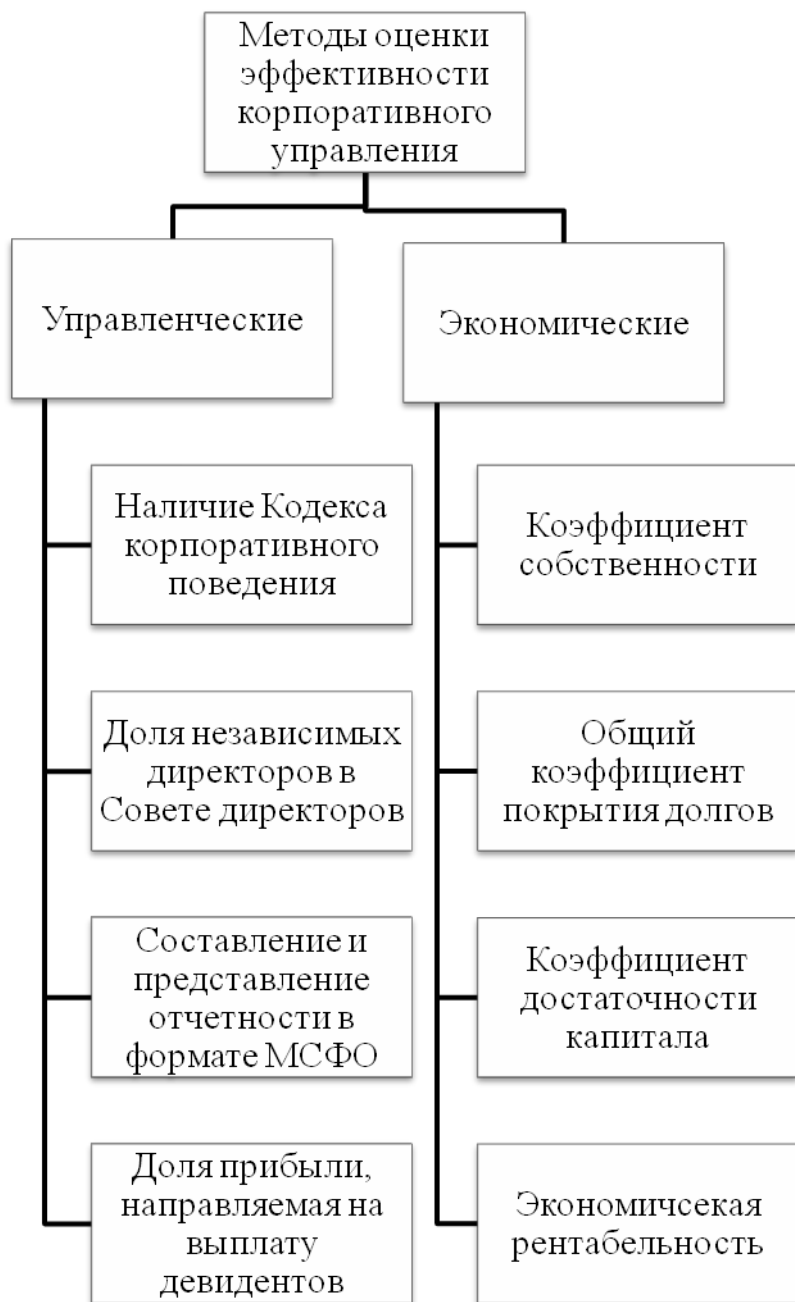 Методы оценки
эффективности
корпоративного
управления
Управленческие
Экономические
Наличие Кодекса
корпоративного
поведения
Коэффициент
собственности
Доля независимых
директоров в
Совете директоров
Общий
коэффициент
покрытия долгов
Составление и
представление
отчетности в
формате МСФО
Коэффициент
достаточности
капитала
Доля прибыли,
направляемая на
выплату
девидентов
Экономичсекая
рентабельность